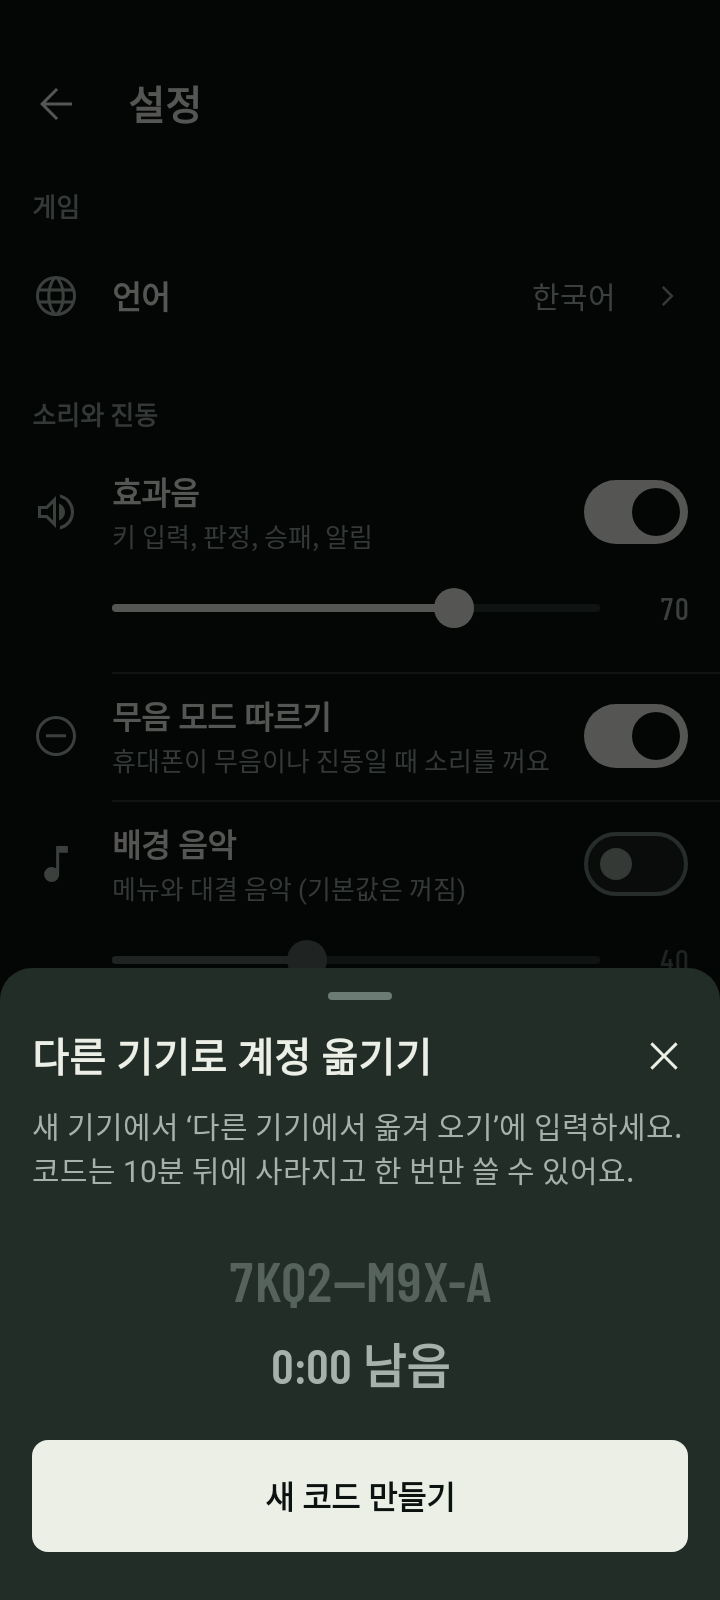 설정
게임
언어 한국어
소리와 진동
효과음
키 입력, 판정, 승패, 알림
70
무음 모드 따르기
휴대폰이 무음이나 진동일 때 소리를 꺼요
배경 음악
메뉴와 대결 음악 (기본값은 꺼짐)
40
다른 기기로 계정 옮기기
새 기기에서 ‘다른 기기에서 옮겨 오기’에 입력하세요.
코드는 10분 뒤에 사라지고 한 번만 쓸 수 있어요.
7KQ2—M9X-A
0:00 남음
새 코드 만들기